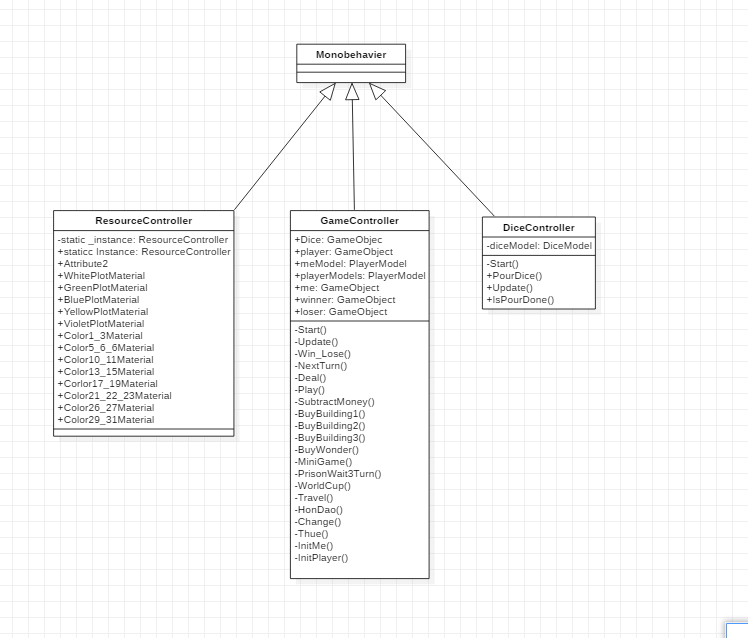 Monobehavier
ResourceController
-static _instance: ResourceController
+staticc Instance: ResourceController
+Attribute2
+WhitePlotMaterial
+GreenPlotMaterial
+BluePlotMaterial
+YellowPlotMaterial
+VioletPlotMaterial
+Color1_3Material
+Color5_6_6Material
+Color10_11Material
+Color13_15Material
+Corlor17_19Material
+Color21_22_23Material
+Color26_27Material
+Color29_31Material
GameController
+Dice: GameObjec
+player: GameObject
+meModel: PlayerModel
+playerModels: PlayerModel
+me: GameObject
+winner: GameObject
+loser: GameObject
-Start()
-Update()
-Win_Lose()
-NextTurn()
-Deal()
-Play()
-SubtractMoney()
-BuyBuilding1()
-BuyBuilding2()
-BuyBuilding3()
-BuyWonder()
-MiniGame()
-PrisonWait3Turn()
-WorldCup()
-Travel()
-HonDao()
-Change()
-Thue()
-InitMe()
-InitPlayer()
DiceController
-diceModel: DiceModel
-Start()
+PourDice()
+Update()
+IsPourDone()